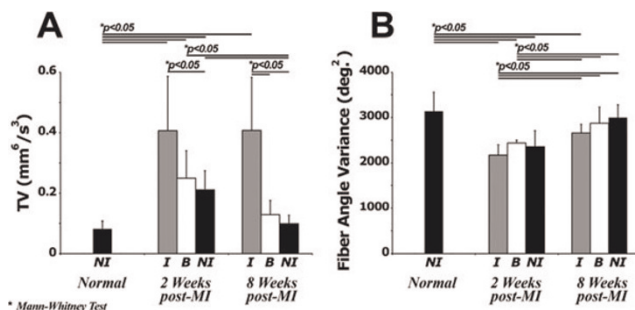 A
B
*p<0.05
*p<0.05
*p<0.05
*p<0.05
*p<0.05
*p<0.05
*p<0.05
TV (mm⁶/s³)
0.6
0.4
0.2
0
NI
I B NI
I B NI
Normal
2 Weeks
post-MI
8 Weeks
post-MI
* Mann-Whitney Test
Fiber Angle Variance (deg.²)
4000
3000
2000
1000
0
NI
I B NI
I B NI
Normal
2 Weeks
post-MI
8 Weeks
post-MI